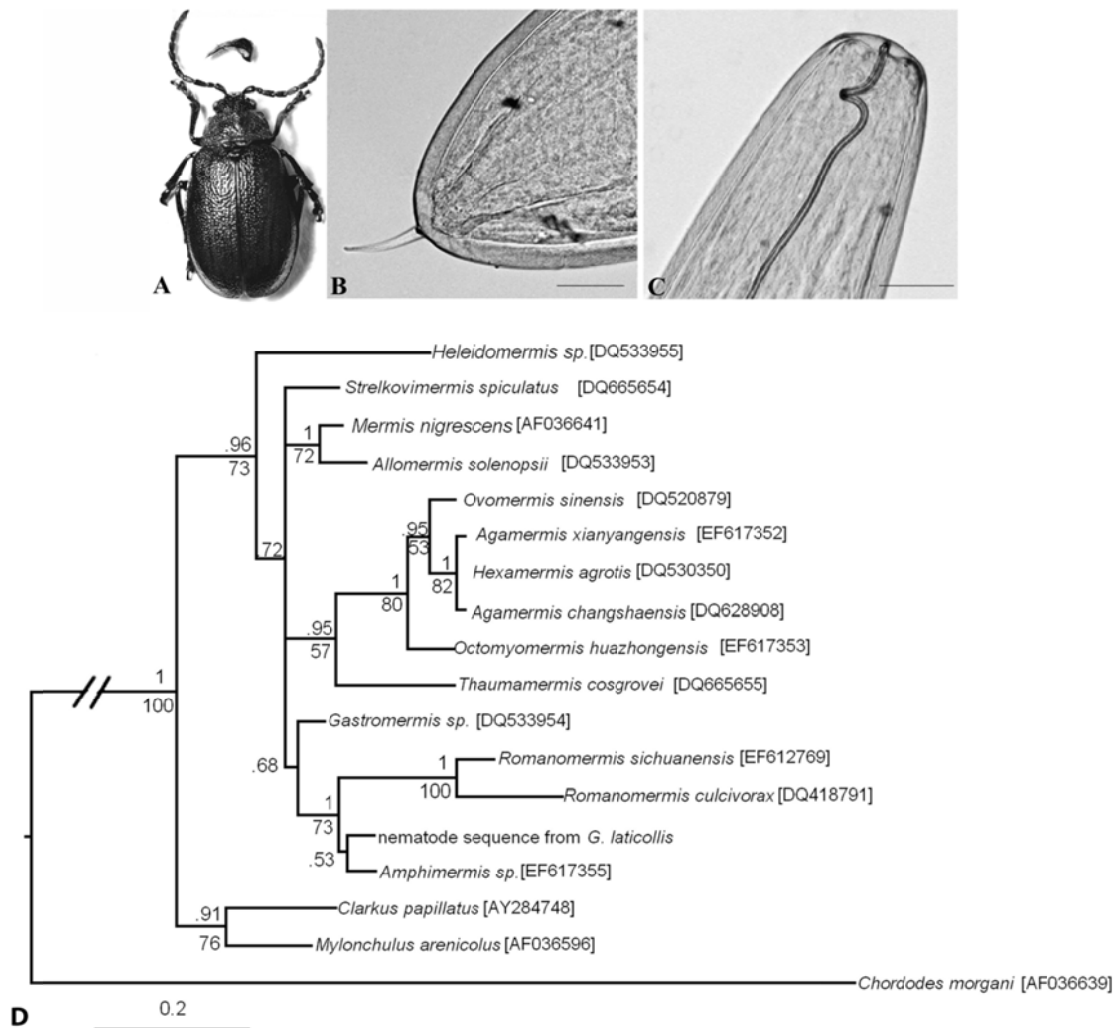 A
B
C
Heleidomermis sp. [DQ533955]
Strelkovimermis spiculatus [DQ665654]
1
Mermis nigrescens [AF036641]
.96
72
73
Allomermis solenopsii [DQ533953]
Ovomermis sinensis [DQ520879]
.95
Agamermis xianyangensis [EF617352]
53
.72
1
1
Hexamermis agrotis [DQ530350]
82
80
Agamermis changshaensis [DQ628908]
.95
57
Octomyomermis huazhongensis [EF617353]
1
Thaumamermis cosgrovei [DQ665655]
100
Gastromermis sp. [DQ533954]
.68
1
Romanomermis sichuanensis [EF612769]
100
1
Romanomermis culcivorax [DQ418791]
73
nematode sequence from G. laticollis
.53
Amphimermis sp. [EF617355]
.91
Clarkus papillatus [AY284748]
76
Mylonchulus arenicolus [AF036596]
Chordodes morgani [AF036639]
0.2
D